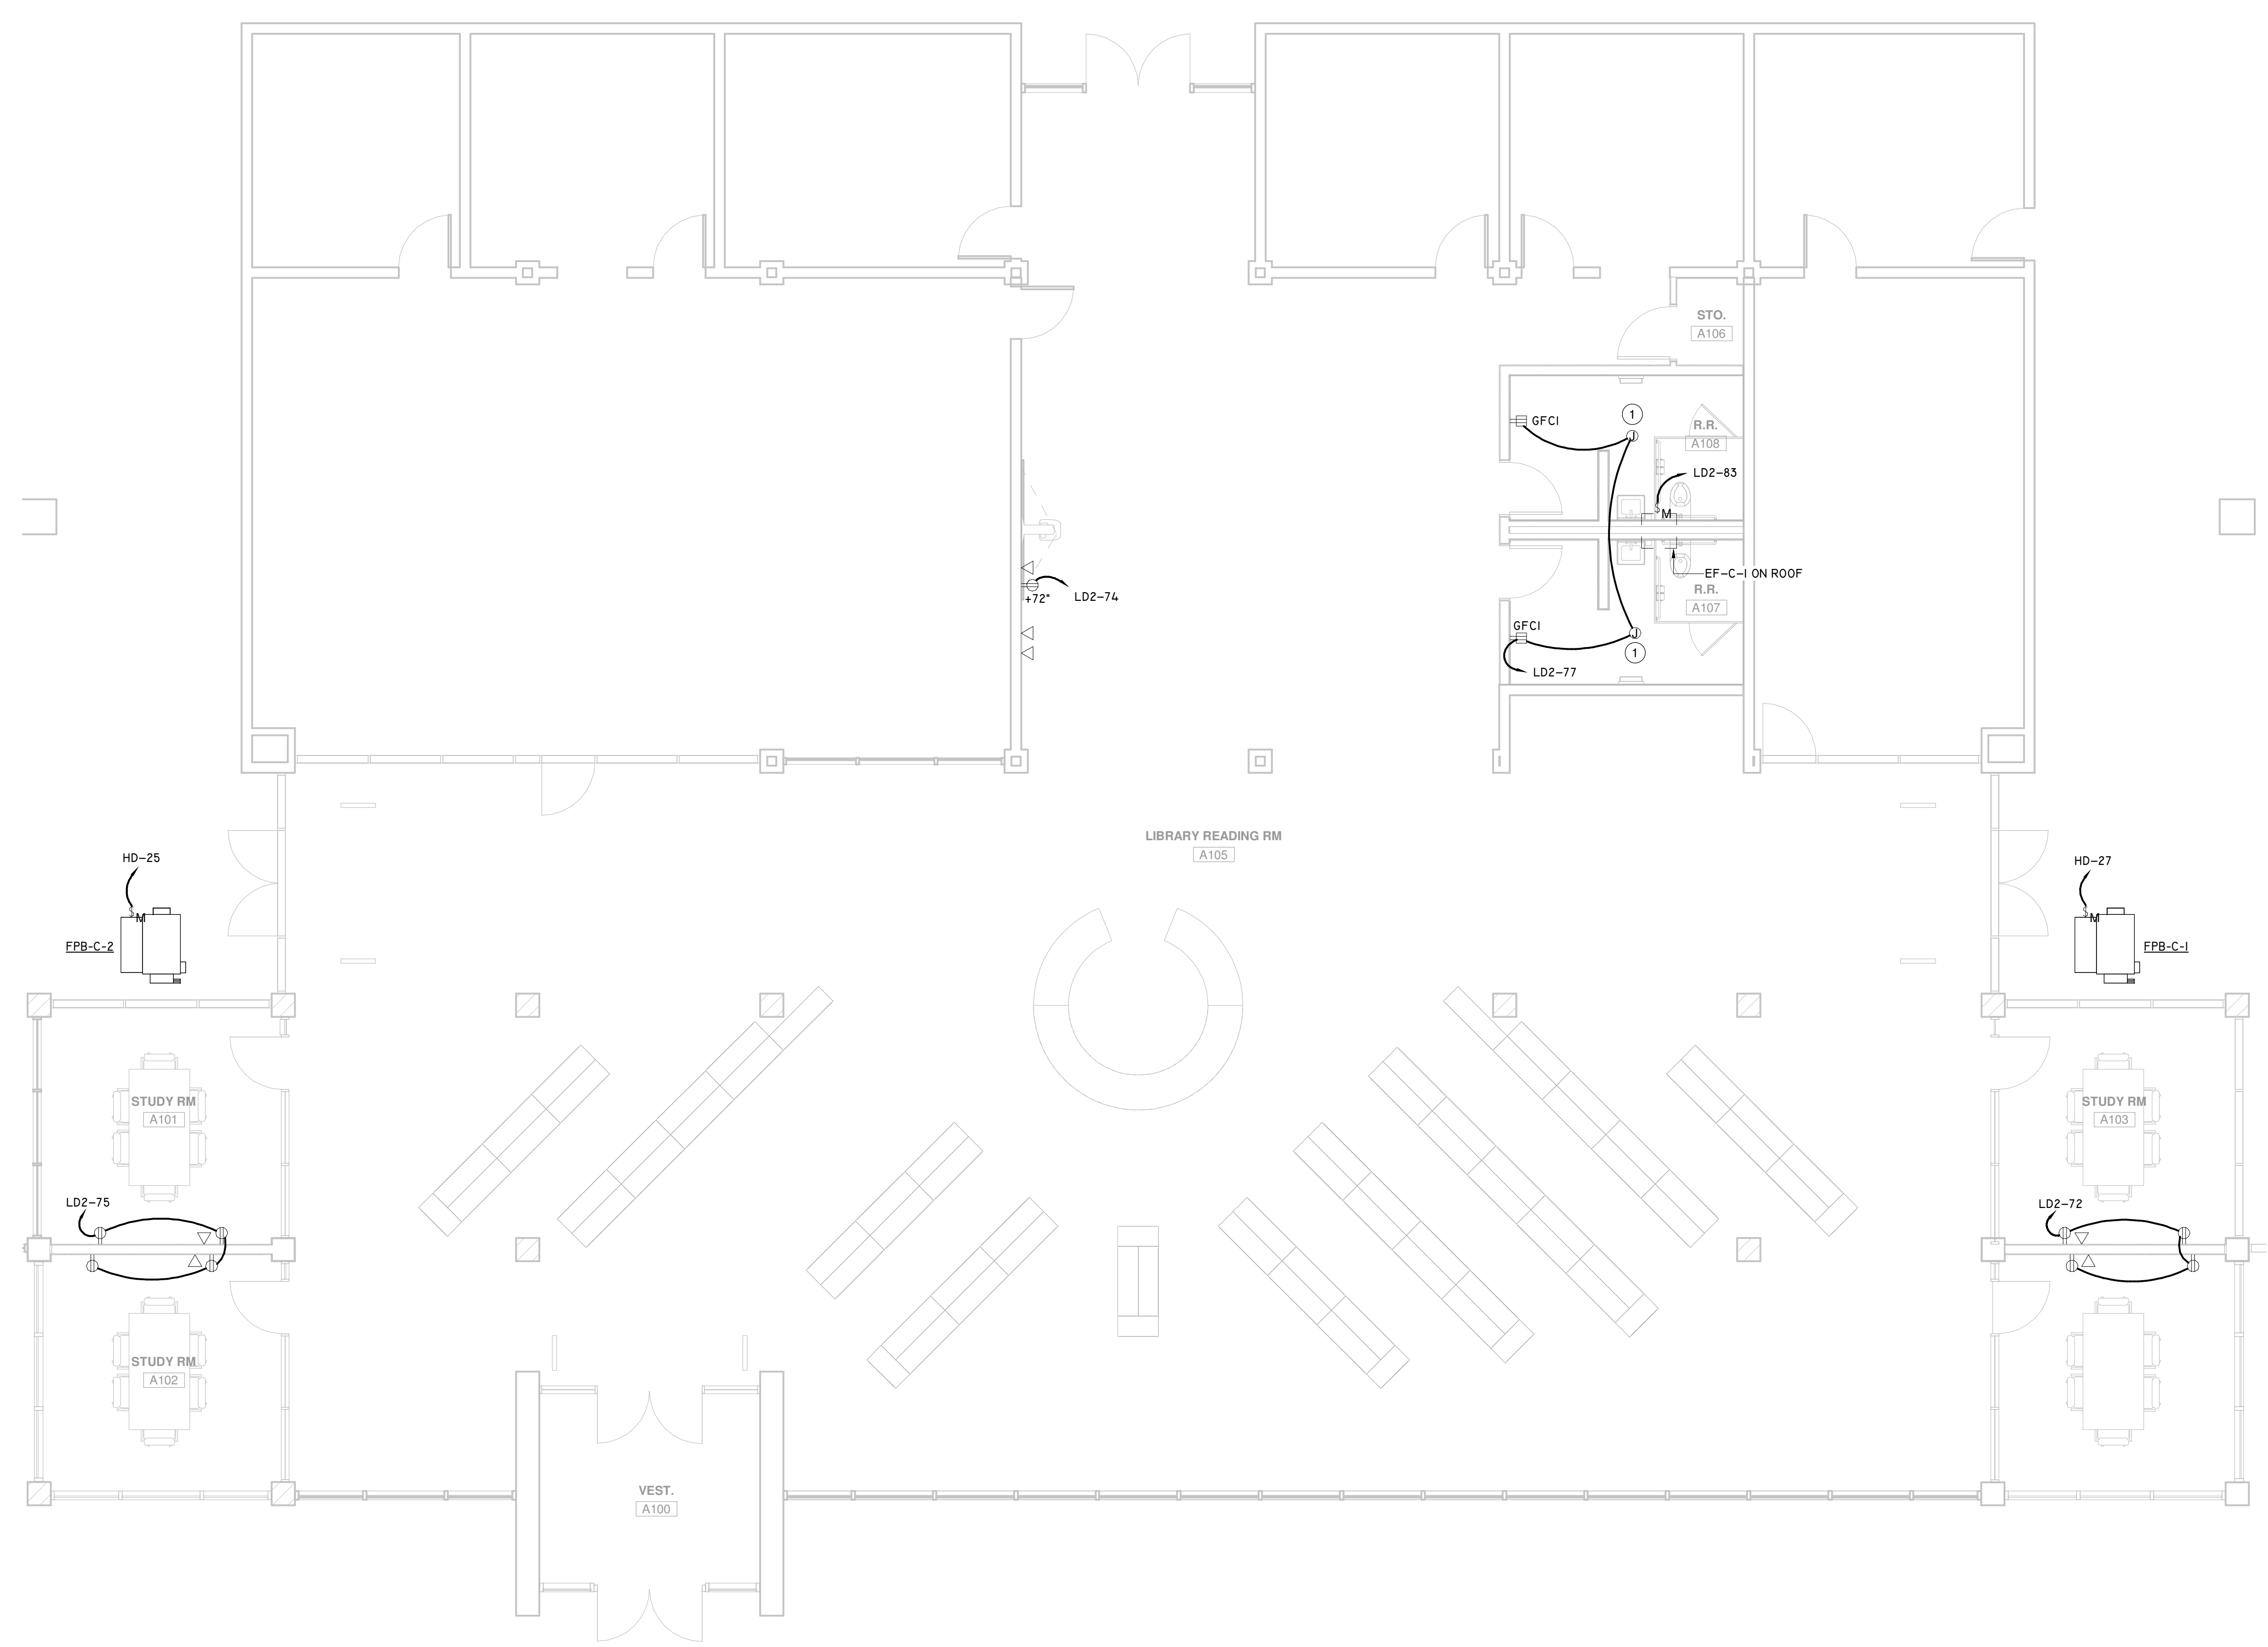 STO.
A106
1
GFCI
R.R.
A108
LD2-83
M
EF-C-1 ON ROOF
+72"
LD2-74
R.R.
A107
GFCI
J
J
1
LD2-77
LIBRARY READING RM
A105
HD-25
$M
FPB-C-2
HD-27
$M
FPB-C-1
STUDY RM
A101
STUDY RM
A103
LD2-75
LD2-72
STUDY RM
A102
VEST.
A100